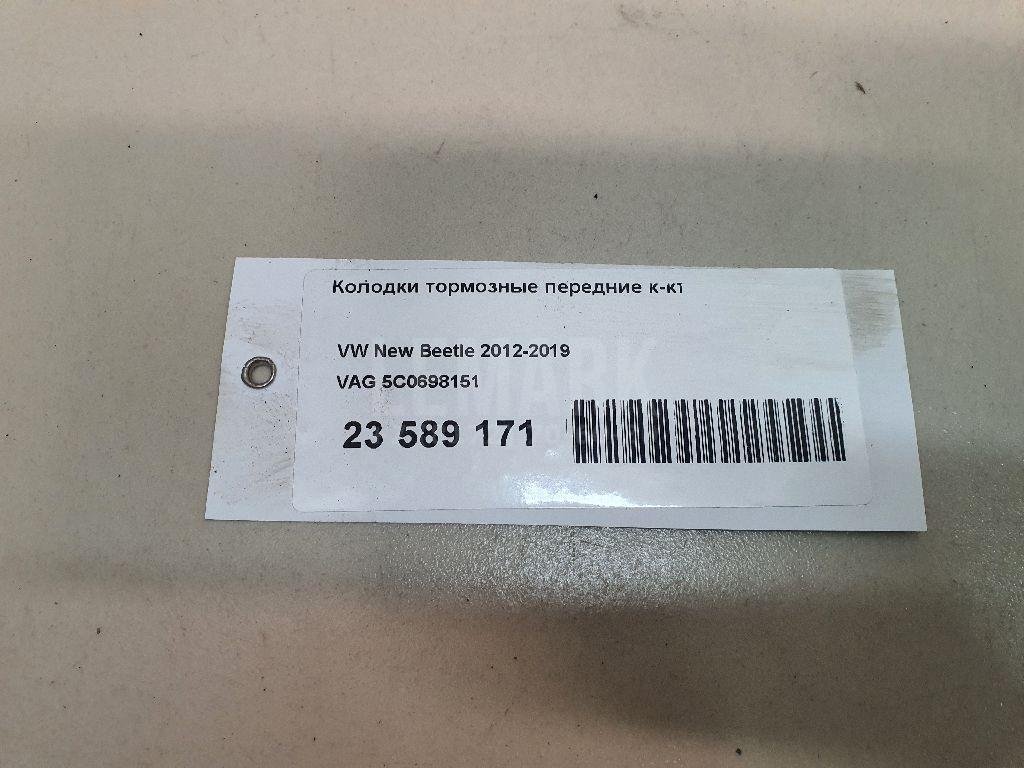 Колодки тормозные передние к-кт
VW New Beetle 2012-2019
VAG 5C0698151
23 589 171